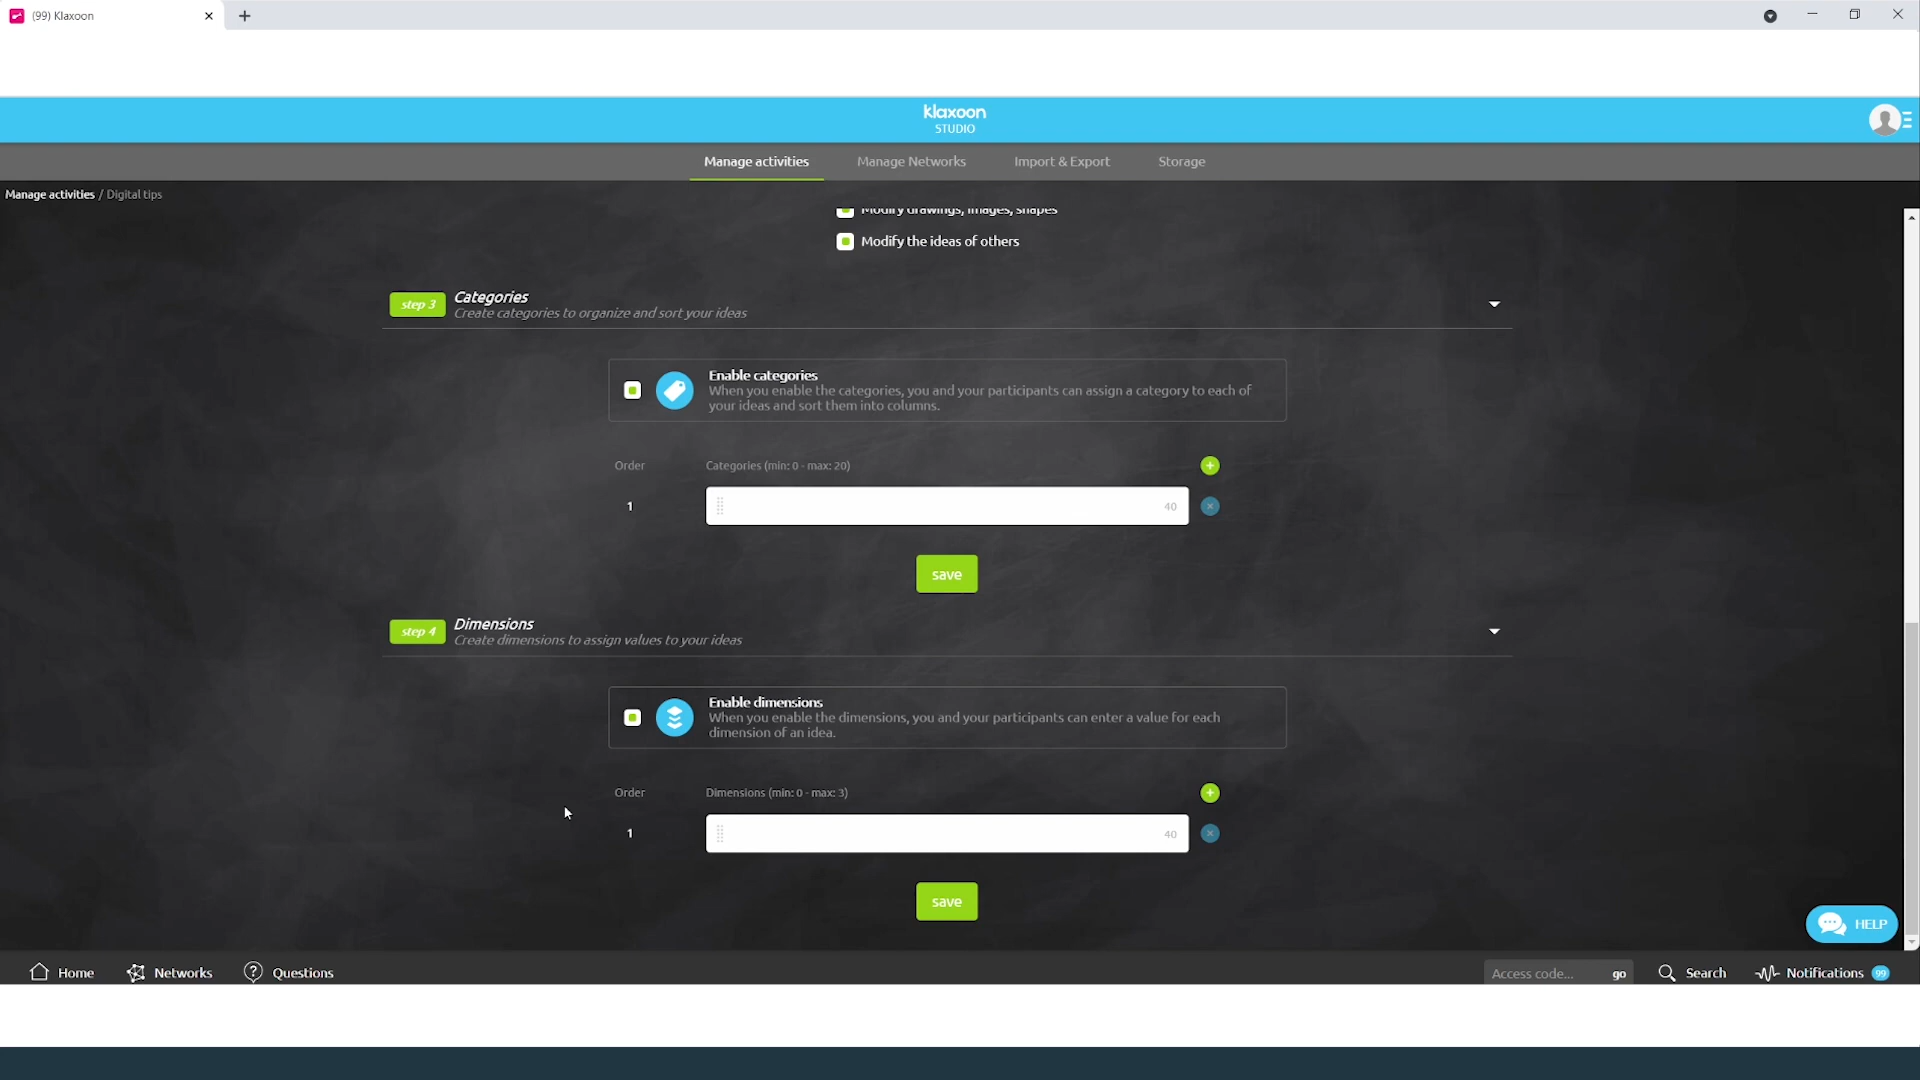 (99) Klaxoon
klaxoon
STUDIO
Manage activities
Manage Networks
Import & Export
Storage
Manage activities / Digital tips
Modify drawings, images, shapes
Modify the ideas of others
step 3
Categories
Create categories to organize and sort your ideas
Enable categories
When you enable the categories, you and your participants can assign a category to each of
your ideas and sort them into columns.
Order
Categories (min: 0 - max: 20)
1
40
save
step 4
Dimensions
Create dimensions to assign values to your ideas
Enable dimensions
When you enable the dimensions, you and your participants can enter a value for each
dimension of an idea.
Order
Dimensions (min: 0 - max: 3)
1
40
save
HELP
Home
Networks
Questions
Access code...
go
Search
Notifications
99